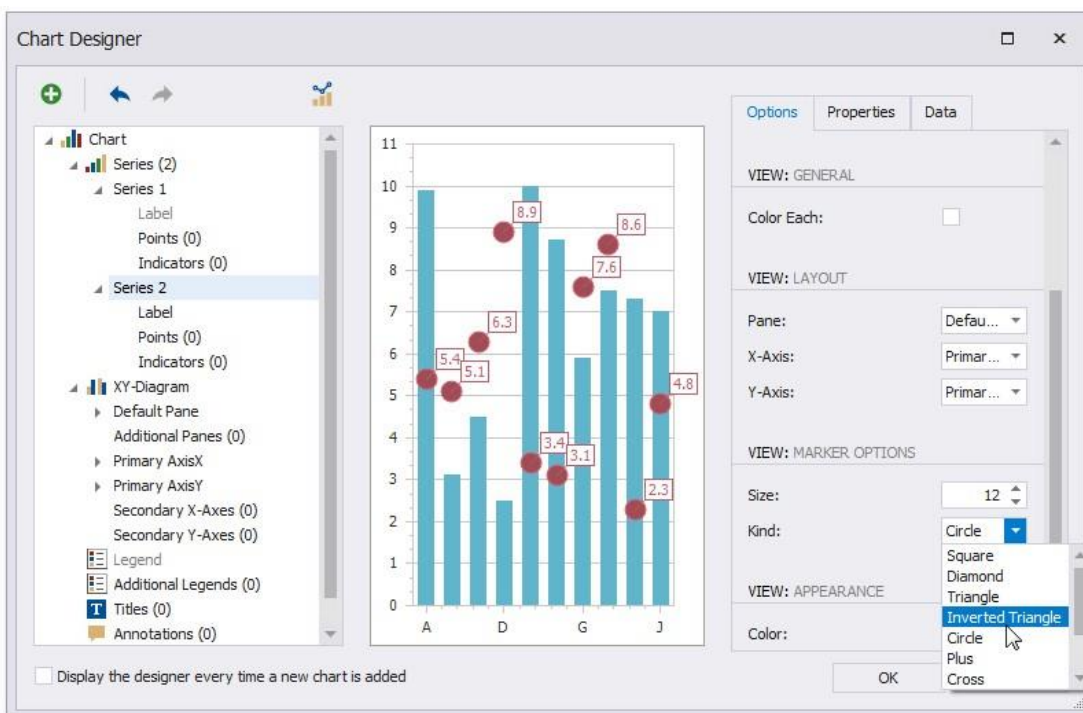 Chart Designer
Chart
Series (2)
Series 1
Label
Points (0)
Indicators (0)
Series 2
Label
Points (0)
Indicators (0)
XY-Diagram
Default Pane
Additional Panes (0)
Primary AxisX
Primary AxisY
Secondary X-Axes (0)
Secondary Y-Axes (0)
Legend
Additional Legends (0)
T Titles (0)
Annotations (0)
11
10
9
8
7
6
5
4
3
2
1
0
5.4
5.1
6.3
8.9
3.4
3.1
7.6
8.6
2.3
4.8
A D G J
Options Properties Data
VIEW: GENERAL
Color Each:
VIEW: LAYOUT
Pane: Defau...
X-Axis: Primar...
Y-Axis: Primar...
VIEW: MARKER OPTIONS
Size: 12
Kind: Circle
Square
Diamond
Triangle
Inverted Triangle
Circle
Plus
Cross
VIEW: APPEARANCE
Color:
Display the designer every time a new chart is added
OK